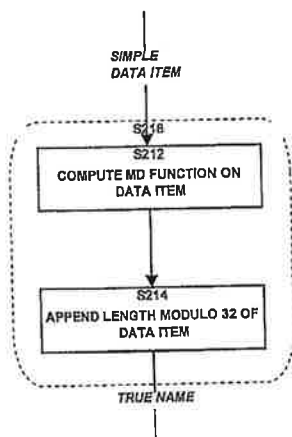 SIMPLE
DATA ITEM
S216
S212
COMPUTE MD FUNCTION ON
DATA ITEM
S214
APPEND LENGTH MODULO 32 OF
DATA ITEM
TRUE NAME